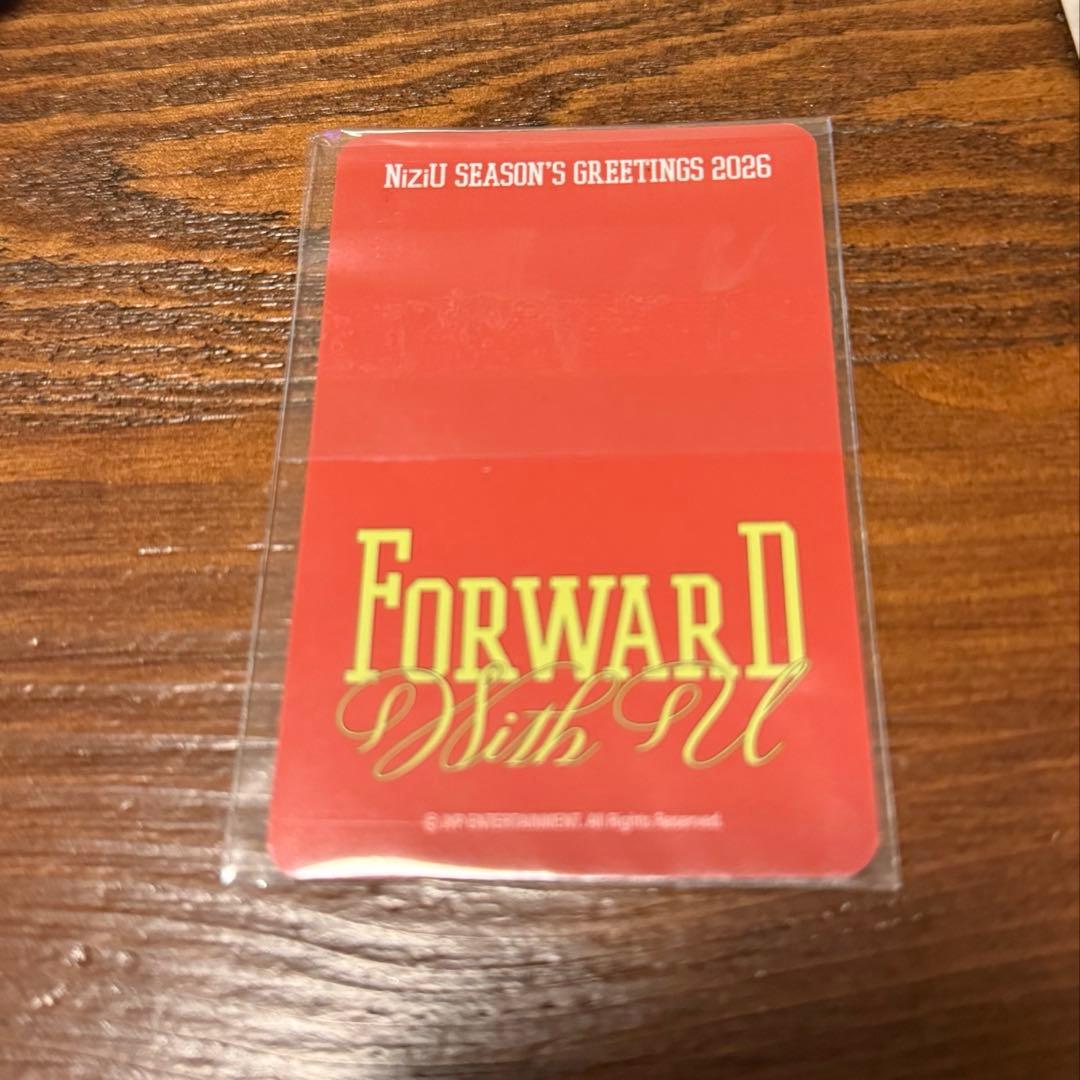 NiziU SEASON'S GREETINGS 2026
FORWARD
With U
© JYP ENTERTAINMENT. All Rights Reserved.